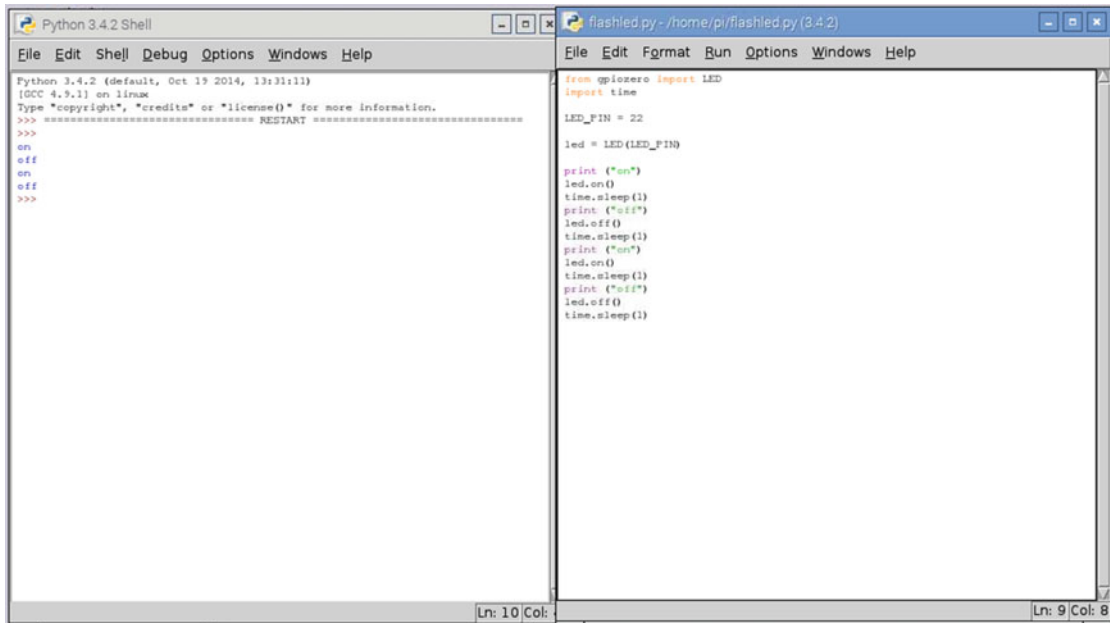 Python 3.4.2 Shell
File Edit Shell Debug Options Windows Help
Python 3.4.2 (default, Oct 19 2014, 13:31:11)
[GCC 4.9.1] on linux
Type "copyright", "credits" or "license()" for more information.
>>> ================================ RESTART ================================
>>>
on
off
on
off
>>>
Ln: 10 Col:
flashled.py - /home/pi/flashled.py (3.4.2)
File Edit Format Run Options Windows Help
from gpiozero import LED
import time
LED_PIN = 22
led = LED(LED_PIN)
print ("on")
led.on()
time.sleep(1)
print ("off")
led.off()
time.sleep(1)
print ("on")
led.on()
time.sleep(1)
print ("off")
led.off()
time.sleep(1)
Ln: 9 Col: 8